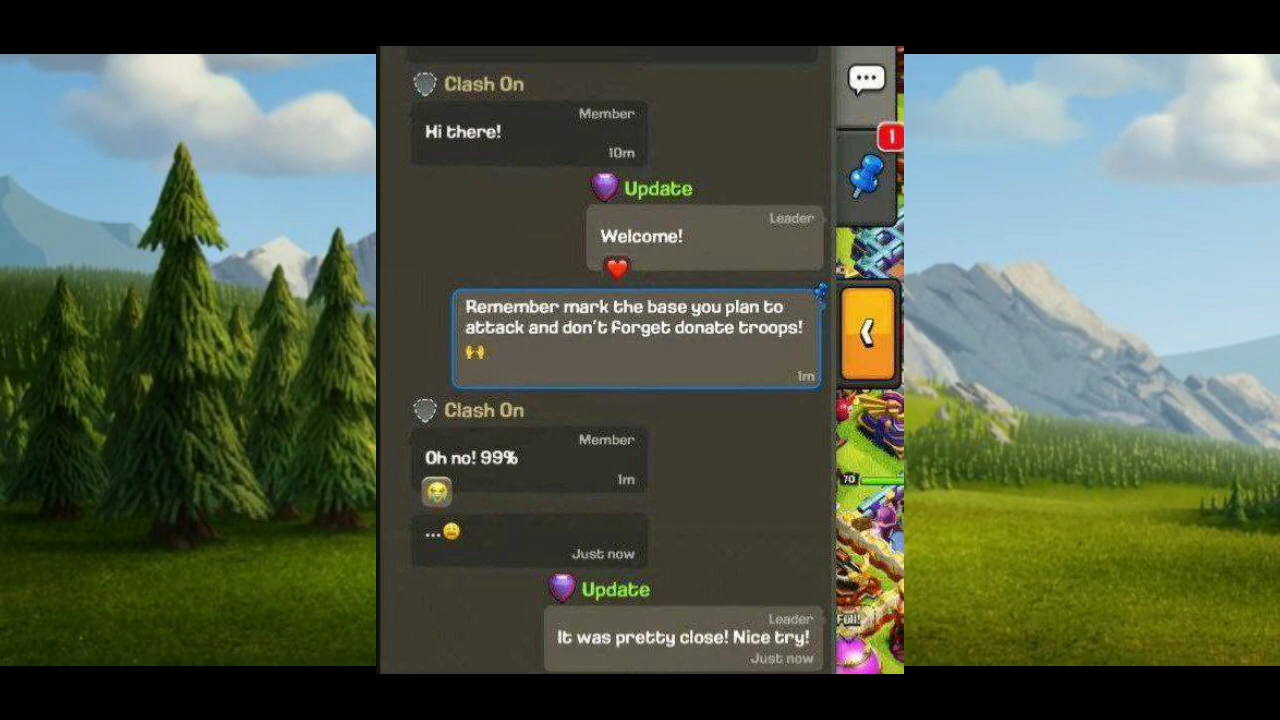 Clash On
Member
Hi there!
10m
1
Update
Leader
Welcome!
Remember mark the base you plan to
attack and don't forget donate troops!
1m
Clash On
Member
Oh no! 99%
1m
70
...
Just now
Update
Leader
Full!
It was pretty close! Nice try!
Just now